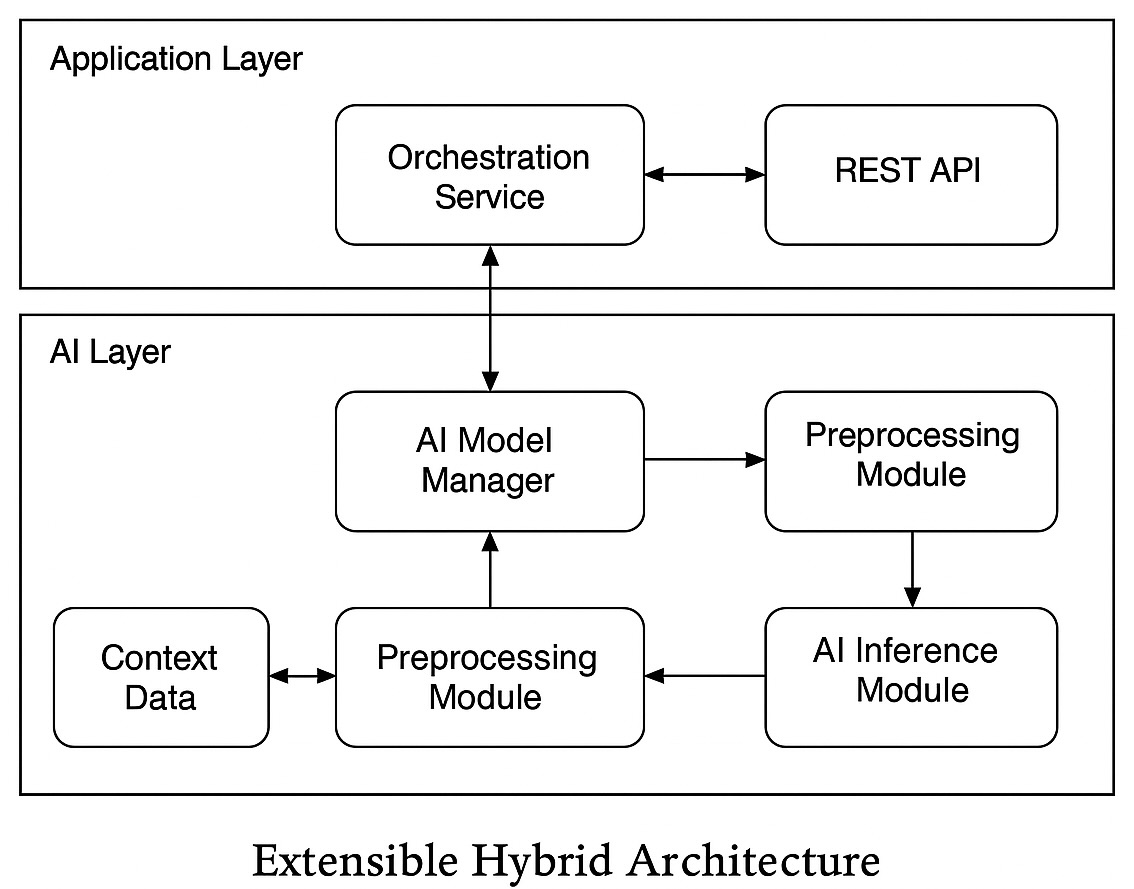 Application Layer
Orchestration
Service
REST API
AI Layer
AI Model
Manager
Preprocessing
Module
Context
Data
Preprocessing
Module
AI Inference
Module
Extensible Hybrid Architecture